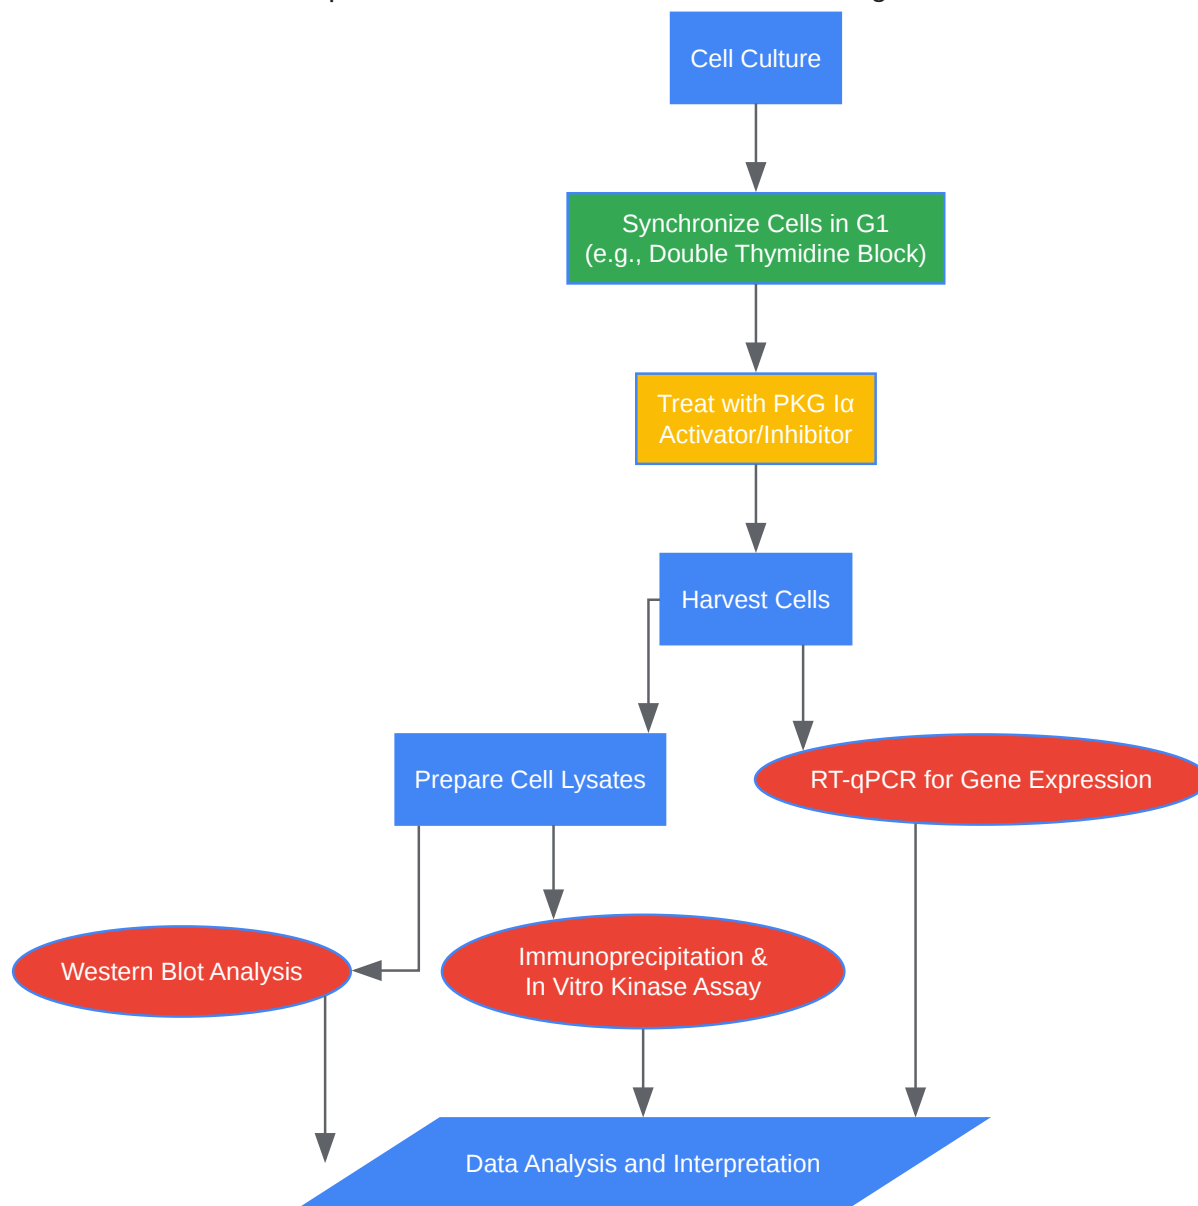 Cell Culture
Synchronize Cells in G1
(e.g., Double Thymidine Block)
Treat with PKG Iα
Activator/Inhibitor
Harvest Cells
Prepare Cell Lysates
RT-qPCR for Gene Expression
Western Blot Analysis
Immunoprecipitation &
In Vitro Kinase Assay
Data Analysis and Interpretation